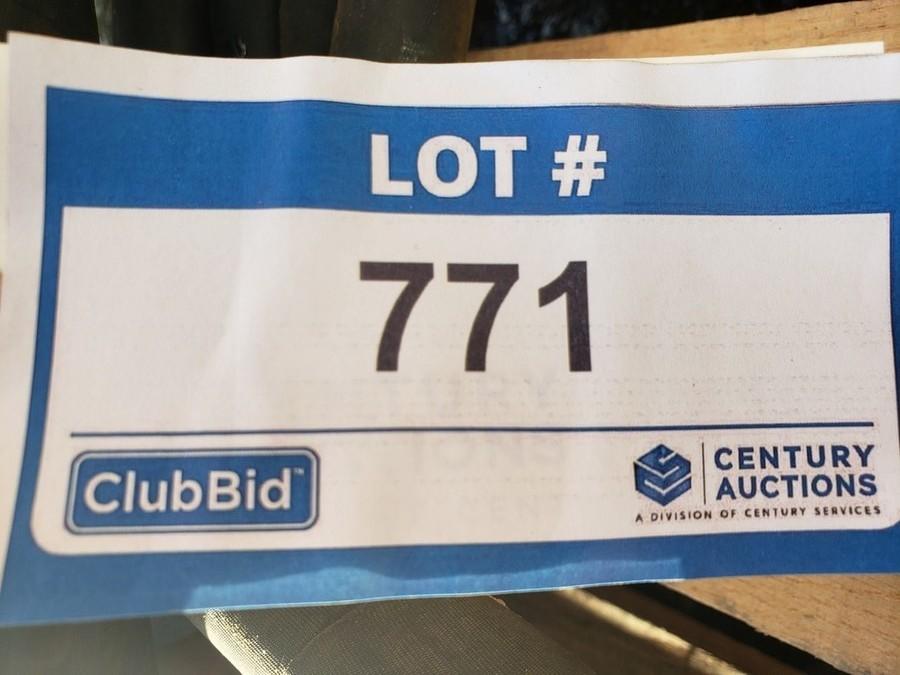 LOT #
771
ClubBid™
CENTURY
AUCTIONS
A DIVISION OF CENTURY SERVICES